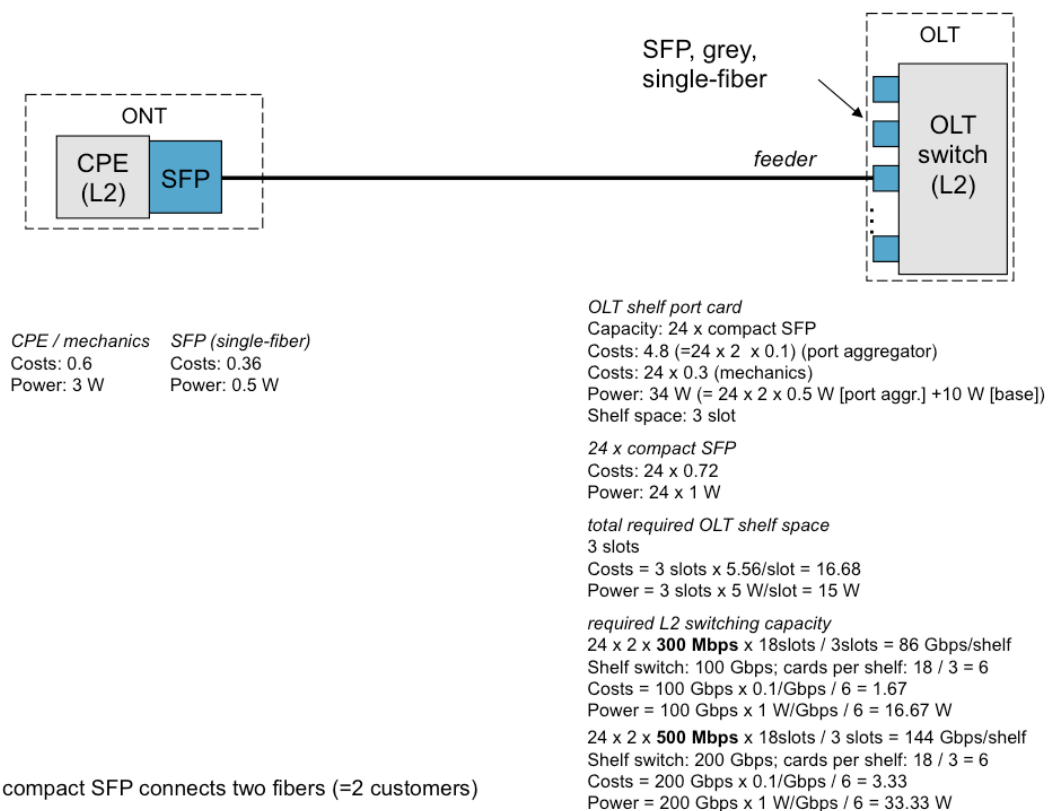 SFP, grey,
single-fiber
OLT
ONT
CPE
(L2)
SFP
feeder
OLT
switch
(L2)
CPE / mechanics
Costs: 0.6
Power: 3 W
SFP (single-fiber)
Costs: 0.36
Power: 0.5 W
OLT shelf port card
Capacity: 24 x compact SFP
Costs: 4.8 (=24 x 2 x 0.1) (port aggregator)
Costs: 24 x 0.3 (mechanics)
Power: 34 W (= 24 x 2 x 0.5 W [port aggr.] +10 W [base])
Shelf space: 3 slot
24 x compact SFP
Costs: 24 x 0.72
Power: 24 x 1 W
total required OLT shelf space
3 slots
Costs = 3 slots x 5.56/slot = 16.68
Power = 3 slots x 5 W/slot = 15 W
required L2 switching capacity
24 x 2 x 300 Mbps x 18slots / 3slots = 86 Gbps/shelf
Shelf switch: 100 Gbps; cards per shelf: 18 / 3 = 6
Costs = 100 Gbps x 0.1/Gbps / 6 = 1.67
Power = 100 Gbps x 1 W/Gbps / 6 = 16.67 W
24 x 2 x 500 Mbps x 18slots / 3 slots = 144 Gbps/shelf
Shelf switch: 200 Gbps; cards per shelf: 18 / 3 = 6
Costs = 200 Gbps x 0.1/Gbps / 6 = 3.33
Power = 200 Gbps x 1 W/Gbps / 6 = 33.33 W
compact SFP connects two fibers (=2 customers)